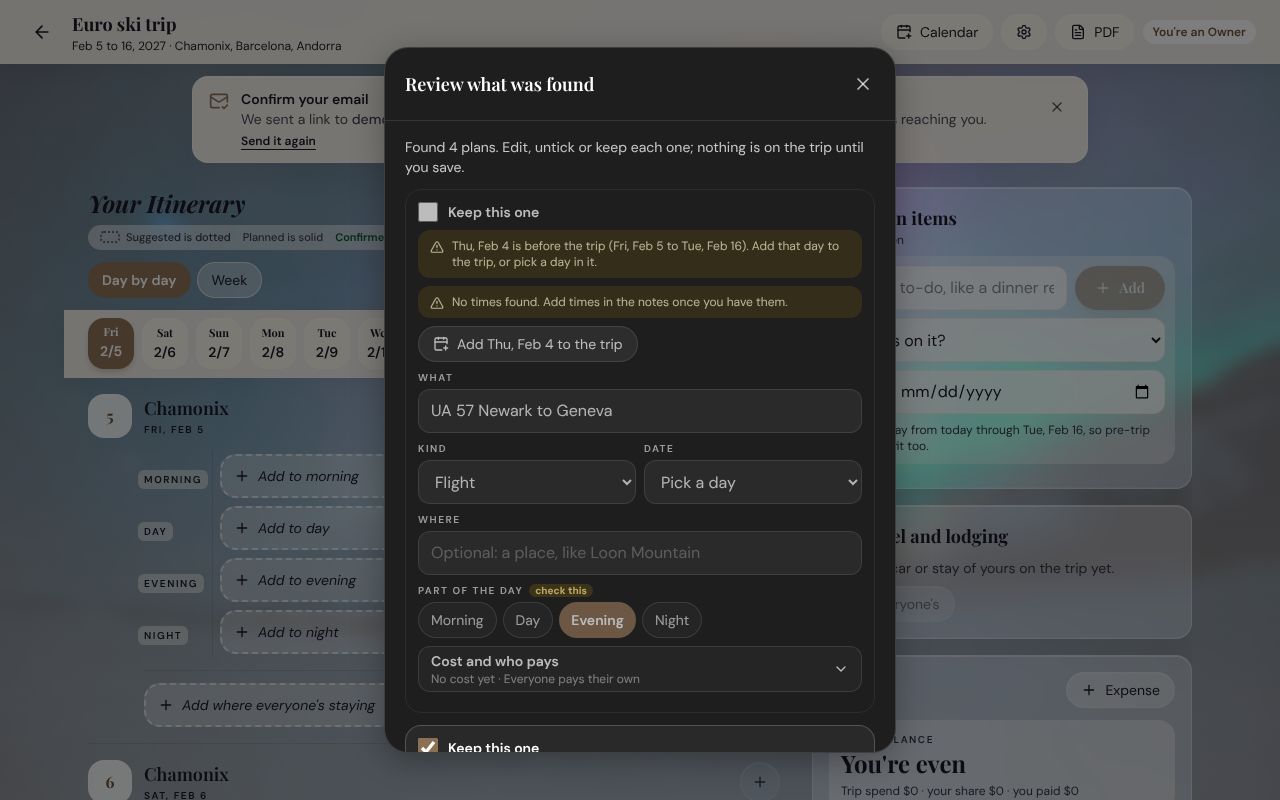 Euro ski trip
Feb 5 to 16, 2027 · Chamonix, Barcelona, Andorra
Calendar
PDF
You're an Owner
Confirm your email
We sent a link to demo
reaching you.
Send it again
Your Itinerary
Suggested is dotted Planned is solid Confirme
Day by day
Week
Fri 2/5
Sat 2/6
Sun 2/7
Mon 2/8
Tue 2/9
We 2/1
5
Chamonix
FRI, FEB 5
MORNING
Add to morning
DAY
Add to day
EVENING
Add to evening
NIGHT
Add to night
Add where everyone's staying
6
Chamonix
SAT, FEB 6
Review what was found
Found 4 plans. Edit, untick or keep each one; nothing is on the trip until
you save.
Keep this one
Thu, Feb 4 is before the trip (Fri, Feb 5 to Tue, Feb 16). Add that day to
the trip, or pick a day in it.
No times found. Add times in the notes once you have them.
Add Thu, Feb 4 to the trip
WHAT
UA 57 Newark to Geneva
KIND
DATE
Flight
Pick a day
WHERE
Optional: a place, like Loon Mountain
PART OF THE DAY check this
Morning
Day
Evening
Night
Cost and who pays
No cost yet · Everyone pays their own
Keep this one
n items
en
to-do, like a dinner re
Add
s on it?
mm/dd/yyyy
ay from today through Tue, Feb 16, so pre-trip
it too.
el and lodging
car or stay of yours on the trip yet.
ryone's
Expense
LANCE
You're even
Trip spend $0 · your share $0 · you paid $0